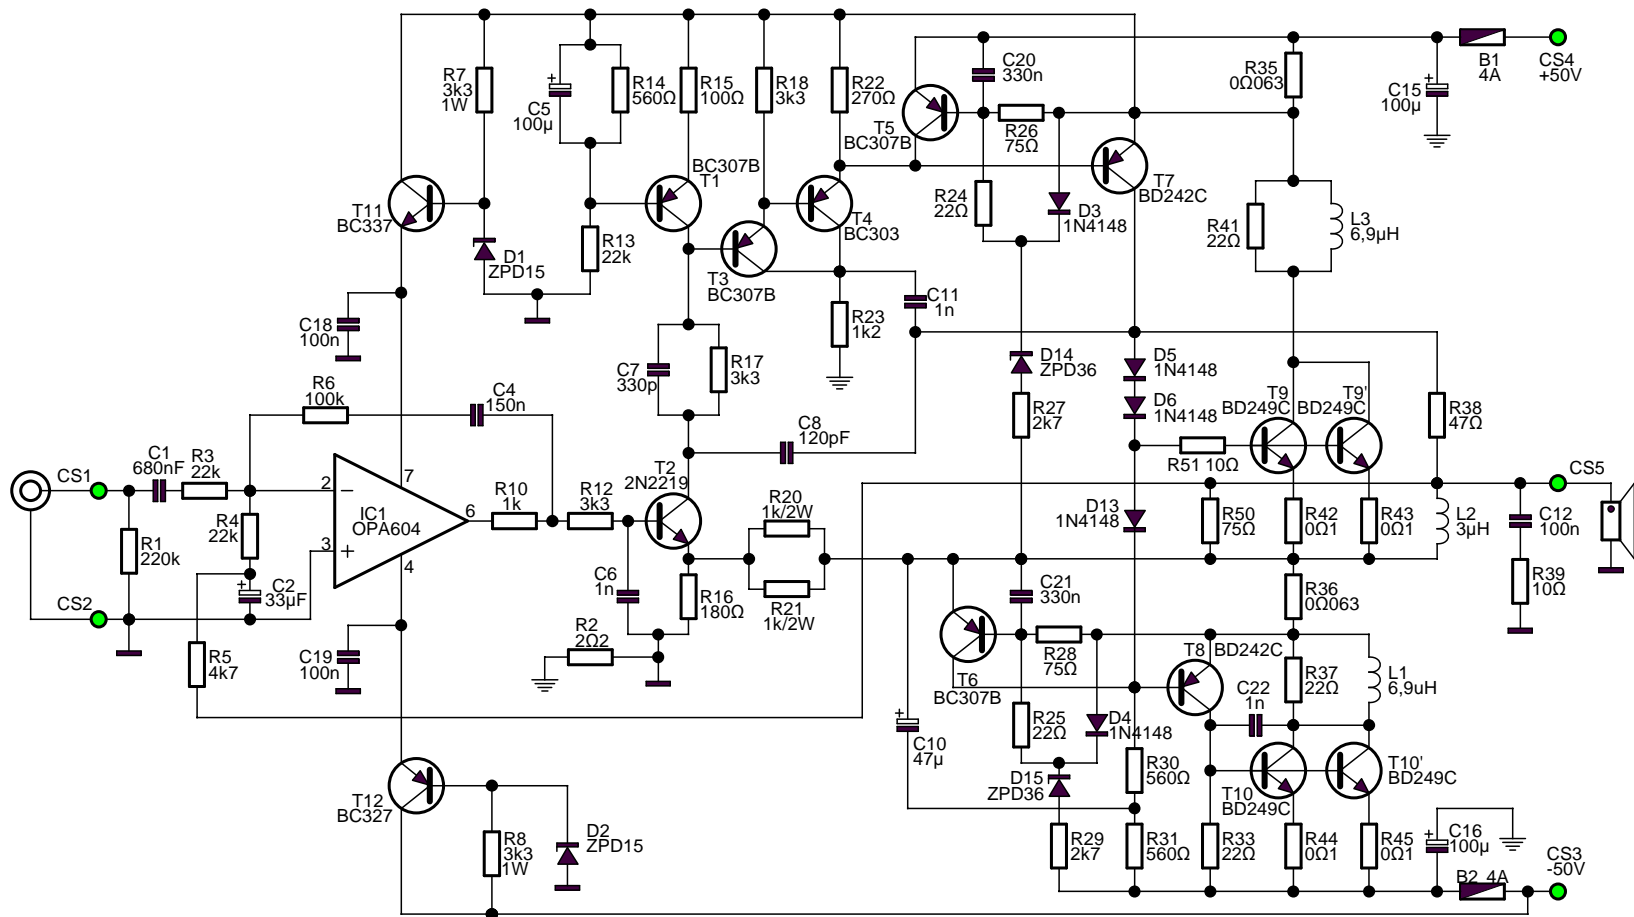 R7
3k3
1W
C5
100µ
+
R14
560Ω
R15
100Ω
R18
3k3
R22
270Ω
C20
330n
R35
0Ω063
C15
100µ
+
B1
4A
CS4
+50V
T5
BC307B
R26
75Ω
BC307B
T1
T11
BC337
D1
ZPD15
R13
22k
T3
BC307B
T4
BC303
R24
22Ω
D3
1N4148
T7
BD242C
R41
22Ω
L3
6,9µH
C18
100n
C11
1n
R23
1k2
C7
330p
R17
3k3
D14
ZPD36
R27
2k7
D5
1N4148
D6
1N4148
T9
BD249C
T9'
BD249C
R38
47Ω
R6
100k
C4
150n
C8
120pF
R51 10Ω
CS1
C1
680nF
R3
22k
2
−
7
IC1
OPA604
6
3
+
4
R10
1k
R12
3k3
T2
2N2219
R20
1k/2W
D13
1N4148
R50
75Ω
R42
0Ω1
R43
0Ω1
L2
3µH
C12
100n
CS5
R1
220k
R4
22k
+
C2
33µF
C6
1n
R16
180Ω
R21
1k/2W
C21
330n
R36
0Ω063
R39
10Ω
CS2
R5
4k7
C19
100n
R2
2Ω2
T6
BC307B
R28
75Ω
T8
BD242C
R37
22Ω
L1
6,9uH
C22
1n
+
C10
47µ
R25
22Ω
D4
1N4148
D15
ZPD36
R30
560Ω
T10
BD249C
T10'
BD249C
T12
BC327
R8
3k3
1W
D2
ZPD15
R29
2k7
R31
560Ω
R33
22Ω
R44
0Ω1
R45
0Ω1
C16
100µ
+
B2 4A
CS3
-50V